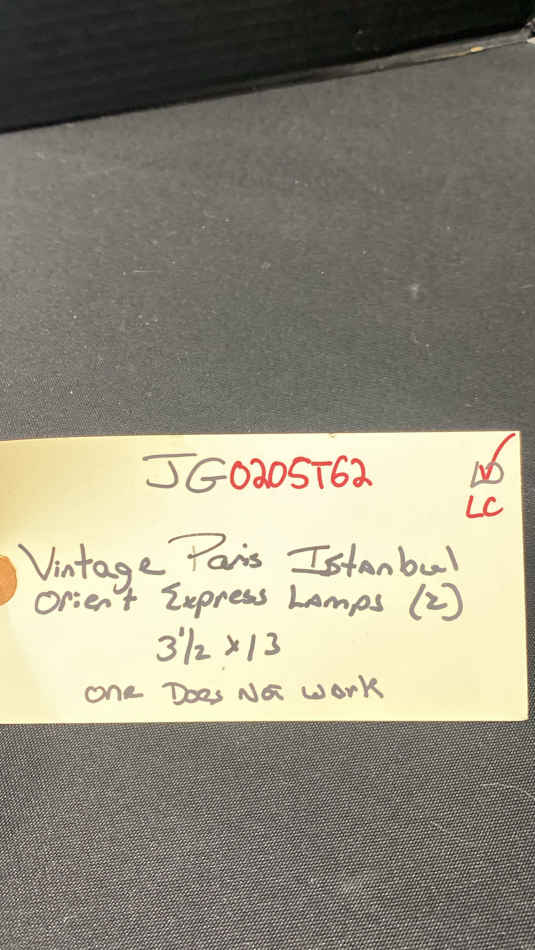 JG0205T62
LC
Vintage Paris Istanbul
Orient Express Lamps (2)
3 1/2 x 13
one Does Not work